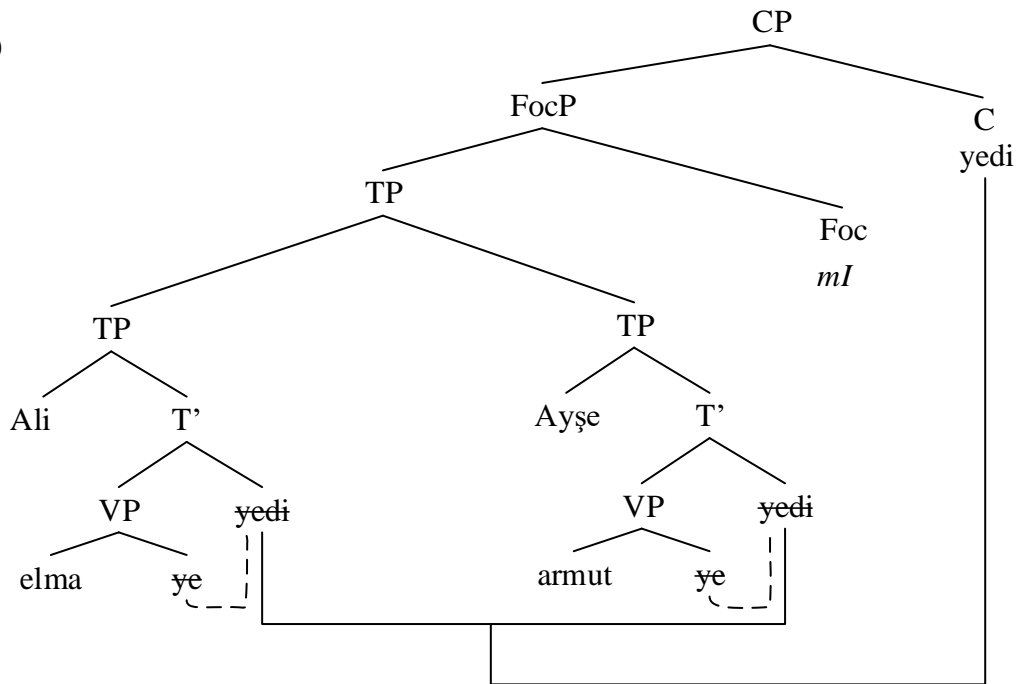 CP
)
FocP
C
yedi
TP
Foc
mI
TP
TP
Ali
T’
Ayşe
T’
VP
yedi
VP
yedi
elma
ye
armut
ye